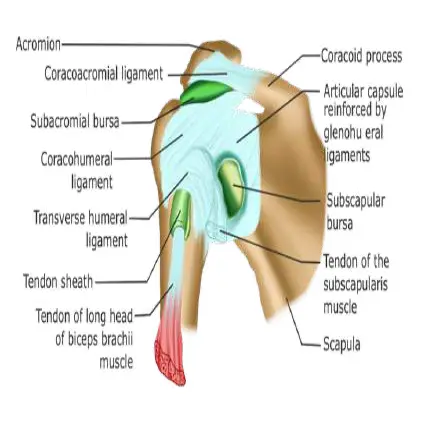 Acromion
Coracoacromial ligament
Subacromial bursa
Coracohumeral
ligament
Transverse humeral
ligament
Tendon sheath
Tendon of long head
of biceps brachii
muscle
Coracoid process
Articular capsule
reinforced by
glenohu eral
ligaments
Subscapular
bursa
Tendon of the
subscapularis
muscle
Scapula